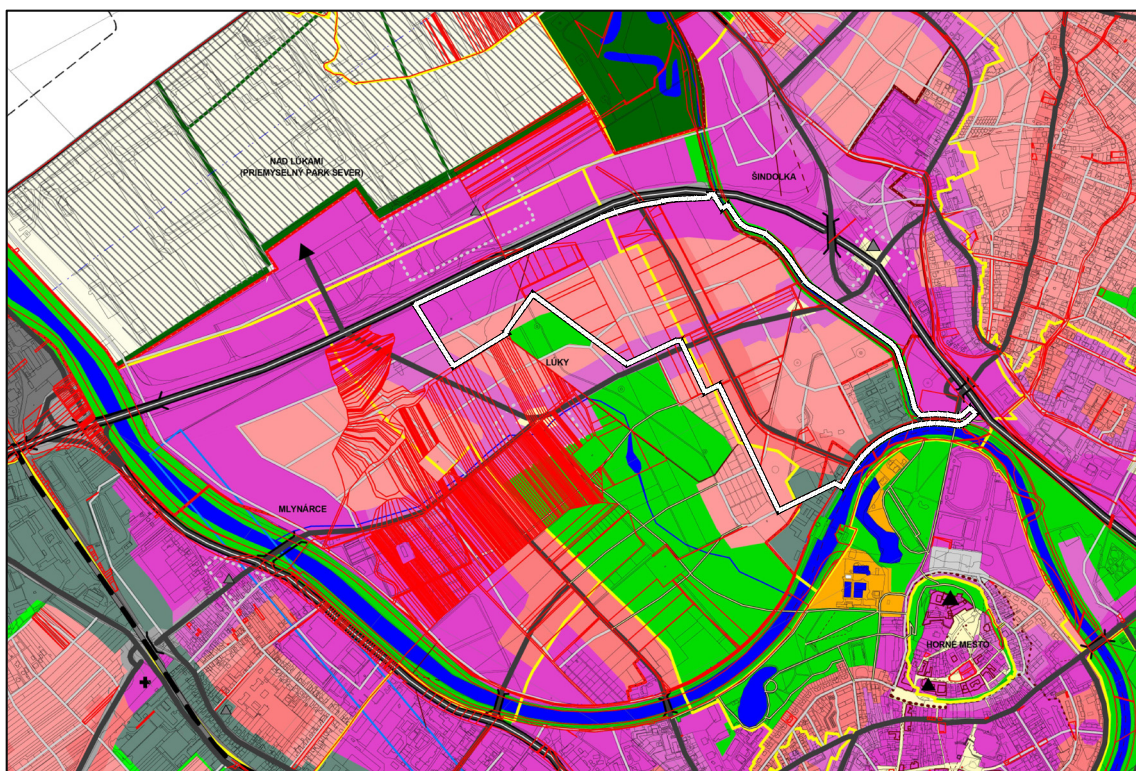 NAD LÚKAMI
(PRIEMYSELNÝ PARK SEVER)
ŠINDOLKA
LÚKY
MLYNÁRCE
HORNÉ MESTO